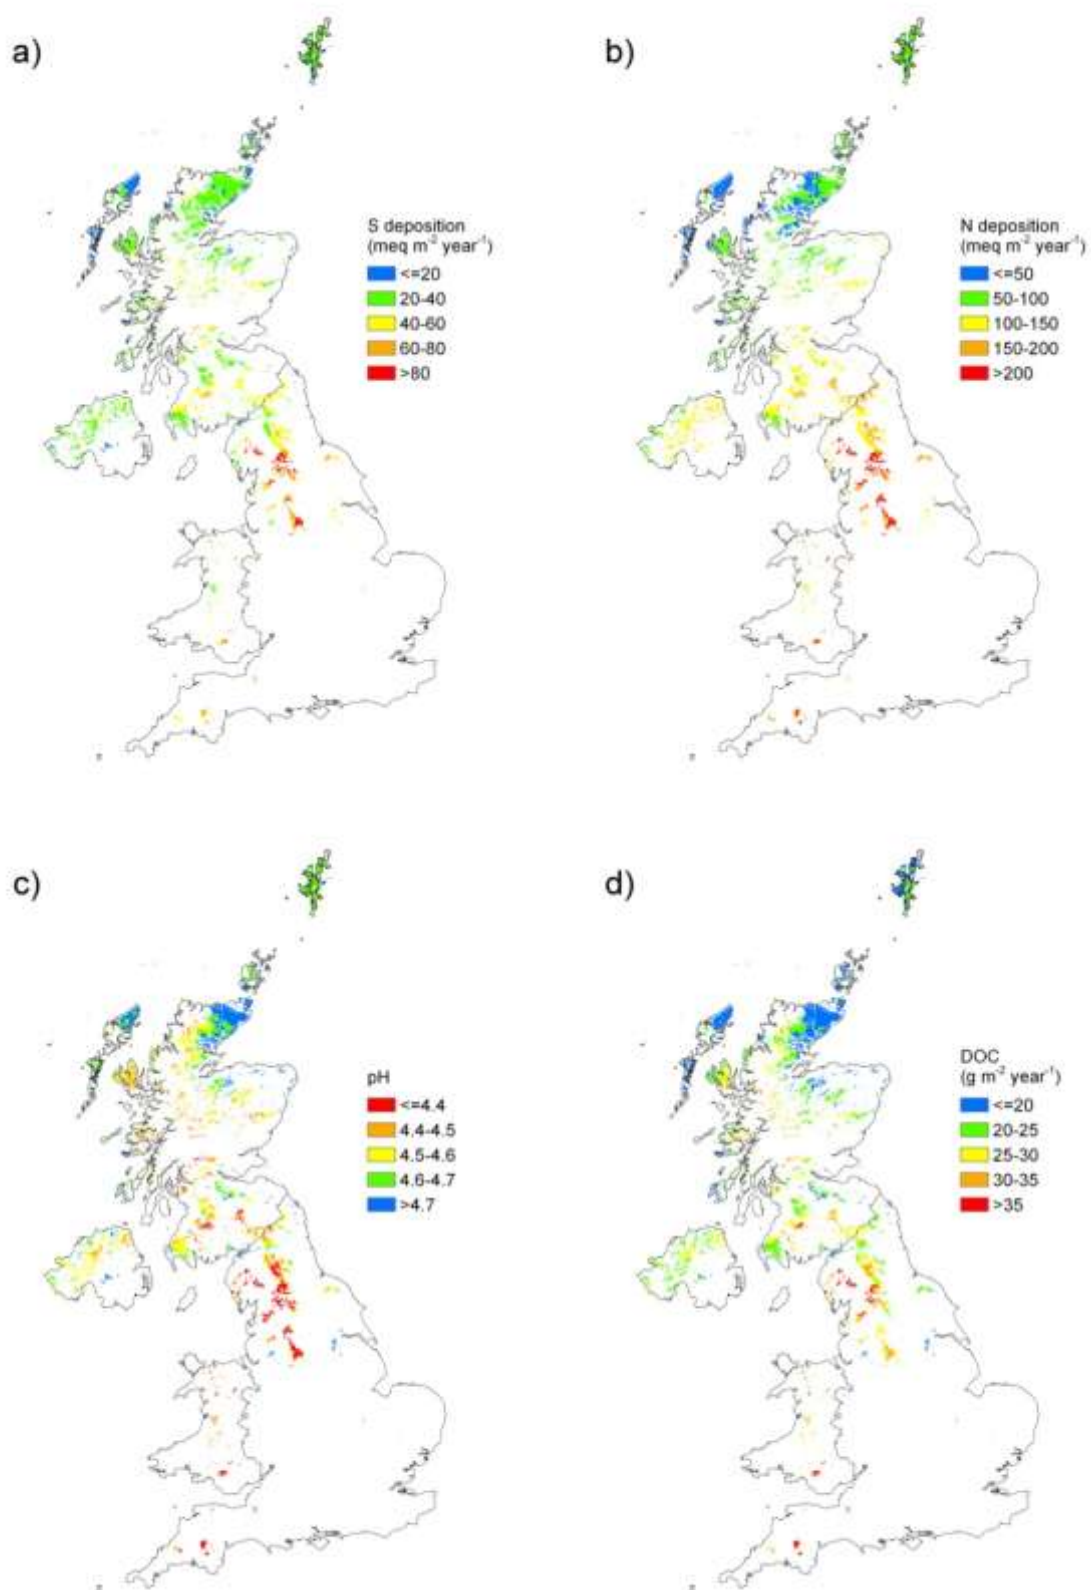 a)
S deposition
(meq m⁻² year⁻¹)
<=20
20-40
40-60
60-80
>80
b)
N deposition
(meq m⁻² year⁻¹)
<=50
50-100
100-150
150-200
>200
c)
pH
<=4.4
4.4-4.5
4.5-4.6
4.6-4.7
>4.7
d)
DOC
(g m⁻² year⁻¹)
<=20
20-25
25-30
30-35
>35